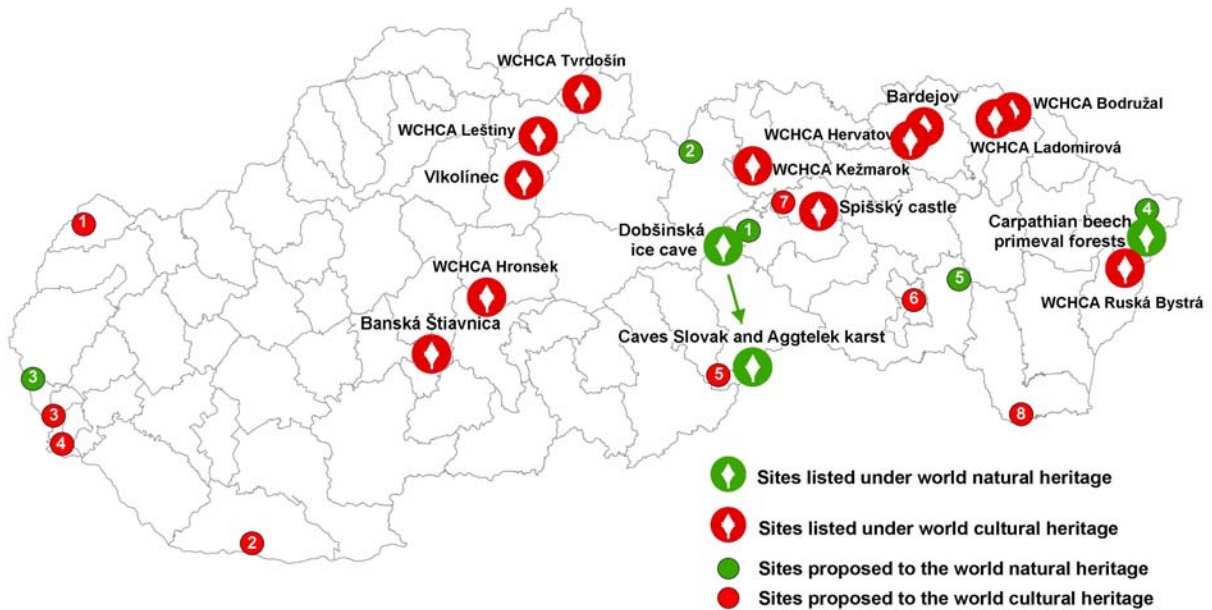 WCHCA Tvrdošín
Bardejov
WCHCA Bodružal
WCHCA Leštiny
WCHCA Hervatov
WCHCA Ladomirová
2
Vlkolínec
WCHCA Kežmarok
7
Spišský castle
4
1
Dobšinská
ice cave
1
Carpathian beech
primeval forests
WCHCA Hronsek
5
6
WCHCA Ruská Bystrá
Banská Štiavnica
Caves Slovak and Aggtelek karst
3
5
3
8
4
2
Sites listed under world natural heritage
Sites listed under world cultural heritage
Sites proposed to the world natural heritage
Sites proposed to the world cultural heritage